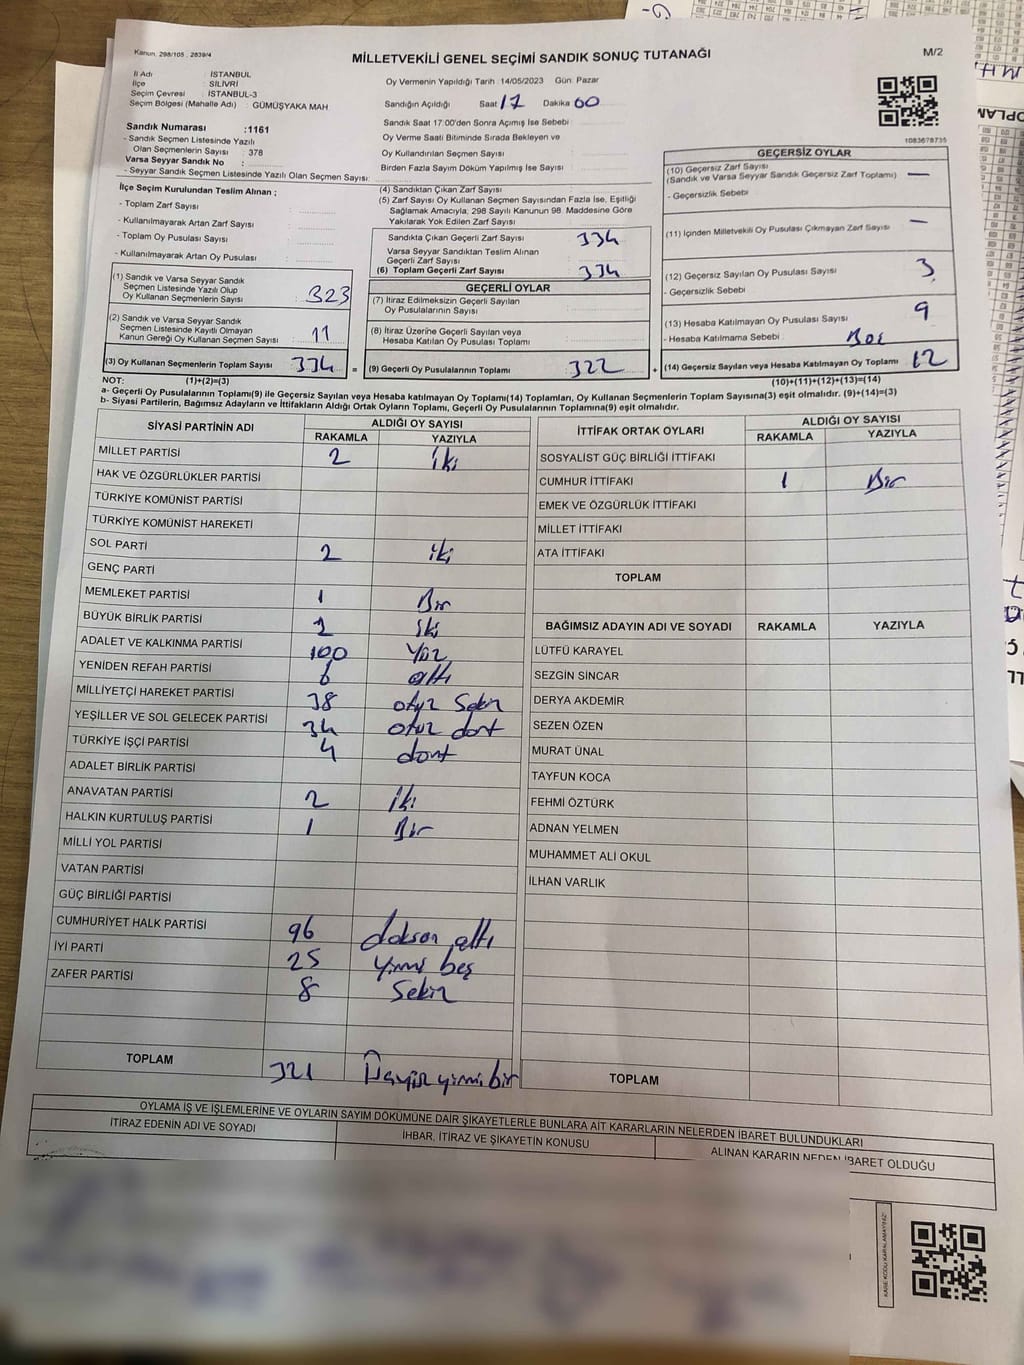 Kanun. 298/105 , 2839/4
MİLLETVEKİLİ GENEL SEÇİMİ SANDIK SONUÇ TUTANAĞI
M/2
İl Adı : İSTANBUL
İlçe : SİLİVRİ
Seçim Çevresi : İSTANBUL-3
Seçim Bölgesi (Mahalle Adı) : GÜMÜŞYAKA MAH
Oy Vermenin Yapıldığı Tarih : 14/05/2023 Gün: Pazar
Sandığın Açıldığı Saat 17 Dakika 00
Sandık Saat 17:00'den Sonra Açımış İse Sebebi :
Oy Verme Saati Bitiminde Sırada Bekleyen ve
Oy Kullandırılan Seçmen Sayısı :
Birden Fazla Sayım Döküm Yapılmış İse Sayısı :
1083678735
Sandık Numarası :1161
- Sandık Seçmen Listesinde Yazılı
Olan Seçmenlerin Sayısı : 378
Varsa Seyyar Sandık No :
- Seyyar Sandık Seçmen Listesinde Yazılı Olan Seçmen Sayısı:
İlçe Seçim Kurulundan Teslim Alınan ;
- Toplam Zarf Sayısı :
- Kullanılmayarak Artan Zarf Sayısı :
- Toplam Oy Pusulası Sayısı :
- Kullanılmayarak Artan Oy Pusulası :
(1) Sandık ve Varsa Seyyar Sandık
Seçmen Listesinde Yazılı Olup
Oy Kullanan Seçmenlerin Sayısı : 323
(2) Sandık ve Varsa Seyyar Sandık
Seçmen Listesinde Kayıtlı Olmayan
Kanun Gereği Oy Kullanan Seçmen Sayısı : 11
(3) Oy Kullanan Seçmenlerin Toplam Sayısı : 334
(4) Sandıktan Çıkan Zarf Sayısı :
(5) Zarf Sayısı Oy Kullanan Seçmen Sayısından Fazla İse, Eşitliği
Sağlamak Amacıyla, 298 Sayılı Kanunun 98. Maddesine Göre
Yakılarak Yok Edilen Zarf Sayısı :
Sandıkta Çıkan Geçerli Zarf Sayısı : 334
Varsa Seyyar Sandıktan Teslim Alınan
Geçerli Zarf Sayısı :
(6) Toplam Geçerli Zarf Sayısı : 334
GEÇERLİ OYLAR
(7) İtiraz Edilmeksizin Geçerli Sayılan
Oy Pusulalarının Sayısı :
(8) İtiraz Üzerine Geçerli Sayılan veya
Hesaba Katılan Oy Pusulaları Toplamı :
= (9) Geçerli Oy Pusulalarının Toplamı : 322 +
GEÇERSİZ OYLAR
(10) Geçersiz Zarf Sayısı :
(Sandık ve Varsa Seyyar Sandık Geçersiz Zarf Toplamı) —
- Geçersizlik Sebebi :
(11) İçinden Milletvekili Oy Pusulası Çıkmayan Zarf Sayısı : —
(12) Geçersiz Sayılan Oy Pusulası Sayısı : 3
- Geçersizlik Sebebi :
(13) Hesaba Katılmayan Oy Pusulası Sayısı : 9
- Hesaba Katılmama Sebebi : Boş
(14) Geçersiz Sayılan veya Hesaba Katılmayan Oy Toplamı : 12
NOT: (1)+(2)=(3)
(10)+(11)+(12)+(13)=(14)
a- Geçerli Oy Pusulalarının Toplamı(9) ile Geçersiz Sayılan veya Hesaba Katılmayan Oy Toplamı(14) Toplamları, Oy Kullanan Seçmenlerin Toplam Sayısına(3) eşit olmalıdır. (9)+(14)=(3)
b- Siyasi Partilerin, Bağımsız Adayların ve İttifakların Aldığı Ortak Oyların Toplamı, Geçerli Oy Pusulalarının Toplamına(9) eşit olmalıdır.
SİYASİ PARTİNİN ADI ALDIĞI OY SAYISI
RAKAMLA YAZIYLA
MİLLET PARTİSİ 2 iki
HAK VE ÖZGÜRLÜKLER PARTİSİ
TÜRKİYE KOMÜNİST PARTİSİ
TÜRKİYE KOMÜNİST HAREKETİ
SOL PARTİ 2 iki
GENÇ PARTİ
MEMLEKET PARTİSİ 1 Bir
BÜYÜK BİRLİK PARTİSİ 2 iki
ADALET VE KALKINMA PARTİSİ 100 Yüz
YENİDEN REFAH PARTİSİ 6 altı
MİLLİYETÇİ HAREKET PARTİSİ 38 otuz Sekiz
YEŞİLLER VE SOL GELECEK PARTİSİ 34 otuz dört
TÜRKİYE İŞÇİ PARTİSİ 4 dört
ADALET BİRLİK PARTİSİ
ANAVATAN PARTİSİ 2 iki
HALKIN KURTULUŞ PARTİSİ 1 Bir
MİLLİ YOL PARTİSİ
VATAN PARTİSİ
GÜÇ BİRLİĞİ PARTİSİ
CUMHURİYET HALK PARTİSİ 96 doksan altı
İYİ PARTİ 25 yirmi beş
ZAFER PARTİSİ 8 Sekiz
TOPLAM 321 Üçyüz yirmi bir
İTTİFAK ORTAK OYLARI ALDIĞI OY SAYISI
RAKAMLA YAZIYLA
SOSYALİST GÜÇ BİRLİĞİ İTTİFAKI
CUMHUR İTTİFAKI 1 Bir
EMEK VE ÖZGÜRLÜK İTTİFAKI
MİLLET İTTİFAKI
ATA İTTİFAKI
TOPLAM
BAĞIMSIZ ADAYIN ADI VE SOYADI RAKAMLA YAZIYLA
LÜTFÜ KARAYEL
SEZGİN SİNCAR
DERYA AKDEMİR
SEZEN ÖZEN
MURAT ÜNAL
TAYFUN KOCA
FEHMİ ÖZTÜRK
ADNAN YELMEN
MUHAMMET ALİ OKUL
İLHAN VARLIK
TOPLAM
OYLAMA İŞ VE İŞLEMLERİNE VE OYLARIN SAYIM DÖKÜMÜNE DAİR ŞİKAYETLERLE BUNLARA AİT KARARLARIN NELERDEN İBARET BULUNDUKLARI
İTİRAZ EDENİN ADI VE SOYADI
İHBAR, İTİRAZ VE ŞİKAYETİN KONUSU
ALINAN KARARIN NEDEN İBARET OLDUĞU
KARE KODU KARALAMAYINIZ!